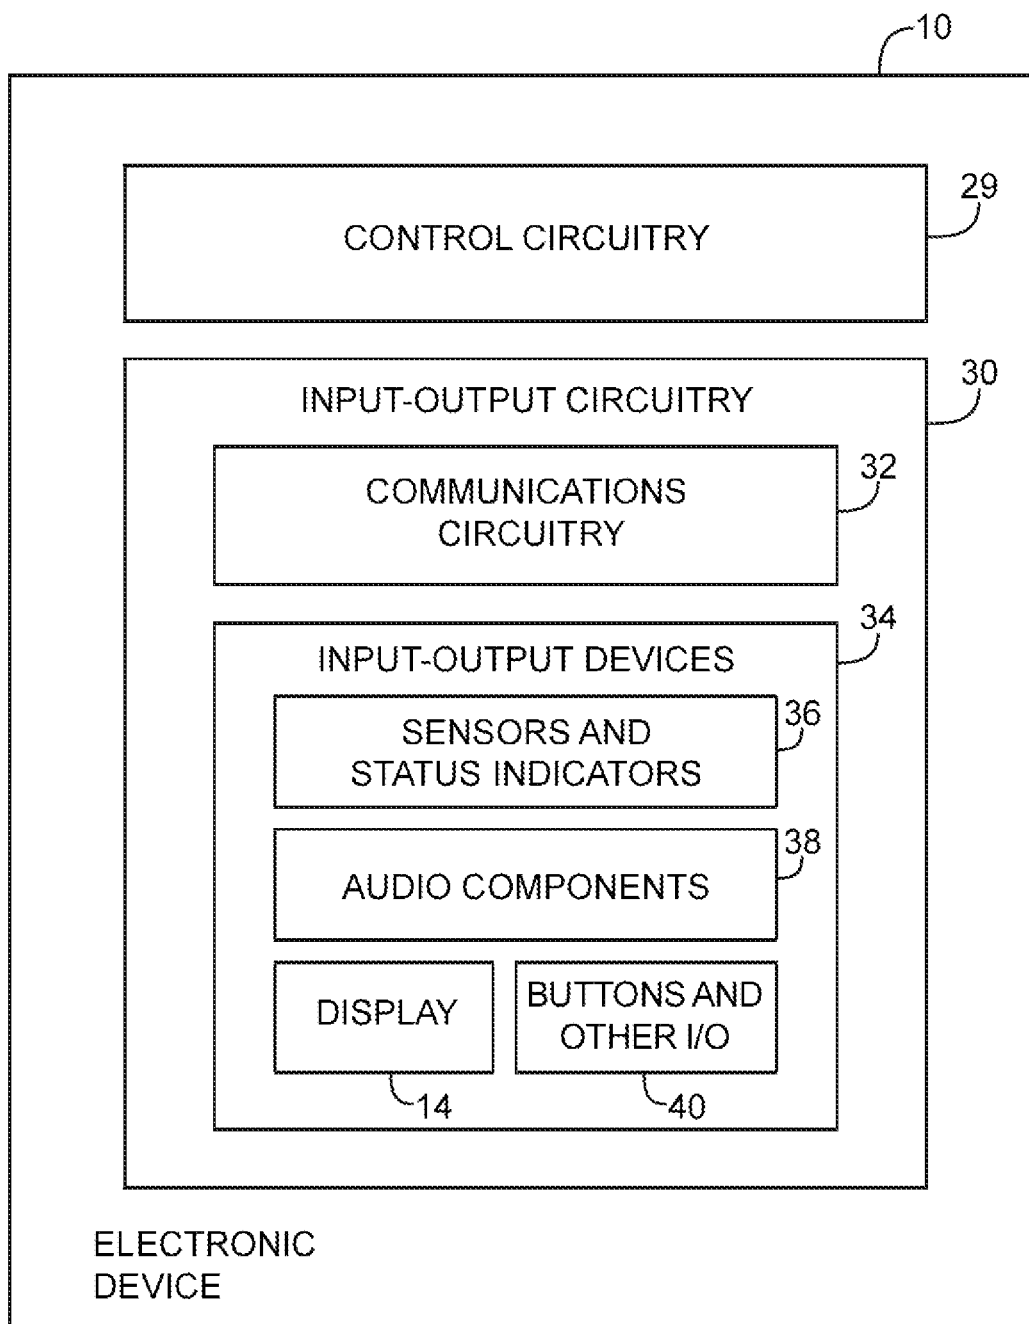 10
CONTROL CIRCUITRY
29
INPUT-OUTPUT CIRCUITRY
30
COMMUNICATIONS
CIRCUITRY
32
INPUT-OUTPUT DEVICES
34
SENSORS AND
STATUS INDICATORS
36
AUDIO COMPONENTS
38
DISPLAY
14
BUTTONS AND
OTHER I/O
40
ELECTRONIC
DEVICE